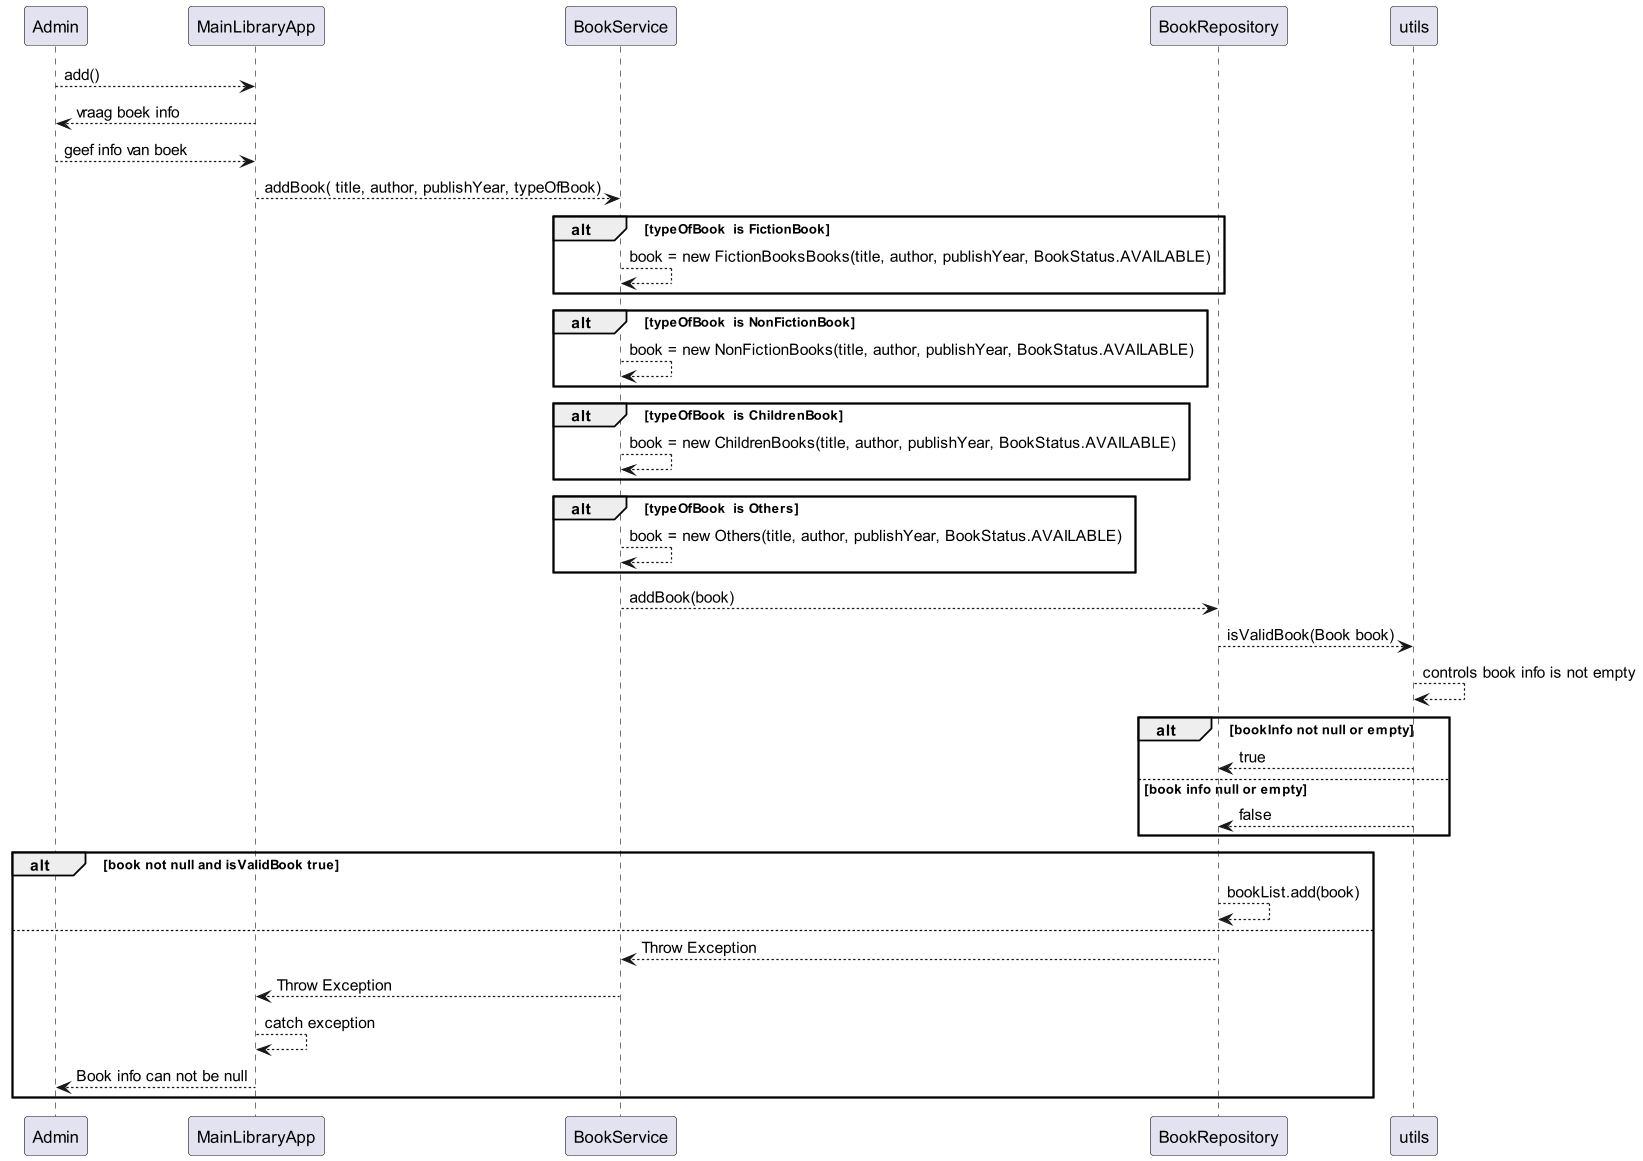 Admin
MainLibraryApp
BookService
BookRepository
utils
add()
vraag boek info
geef info van boek
addBook( title, author, publishYear, typeOfBook)
alt [typeOfBook is FictionBook]
book = new FictionBooksBooks(title, author, publishYear, BookStatus.AVAILABLE)
alt [typeOfBook is NonFictionBook]
book = new NonFictionBooks(title, author, publishYear, BookStatus.AVAILABLE)
alt [typeOfBook is ChildrenBook]
book = new ChildrenBooks(title, author, publishYear, BookStatus.AVAILABLE)
alt [typeOfBook is Others]
book = new Others(title, author, publishYear, BookStatus.AVAILABLE)
addBook(book)
isValidBook(Book book)
controls book info is not empty
alt [bookInfo not null or empty]
true
[book info null or empty]
false
alt [book not null and isValidBook true]
bookList.add(book)
Throw Exception
Throw Exception
catch exception
Book info can not be null
Admin
MainLibraryApp
BookService
BookRepository
utils